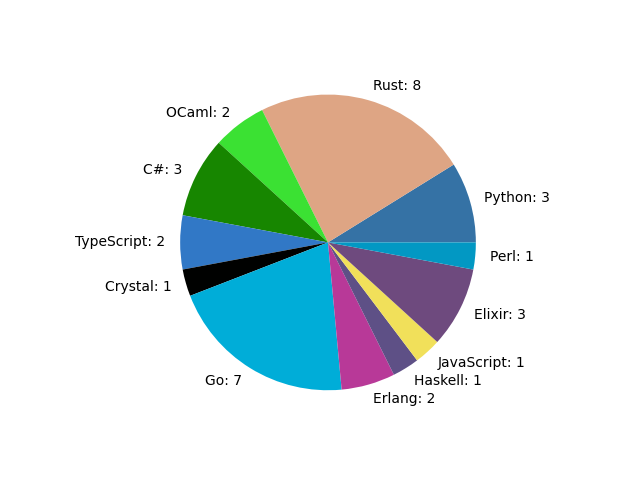 Rust: 8
OCaml: 2
C#: 3
Python: 3
TypeScript: 2
Perl: 1
Crystal: 1
Elixir: 3
JavaScript: 1
Go: 7
Haskell: 1
Erlang: 2